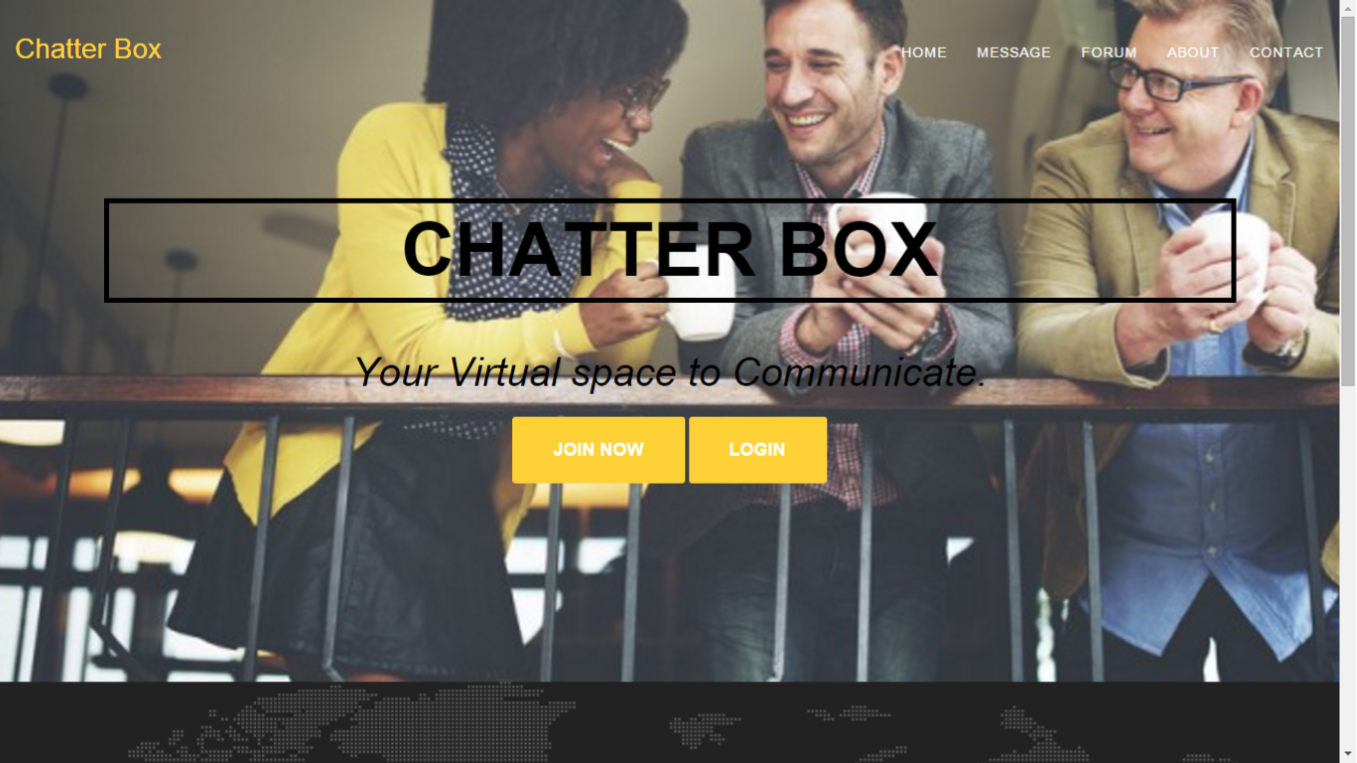 Chatter Box
HOME MESSAGE FORUM ABOUT CONTACT
CHATTER BOX
Your Virtual space to Communicate.
JOIN NOW LOGIN